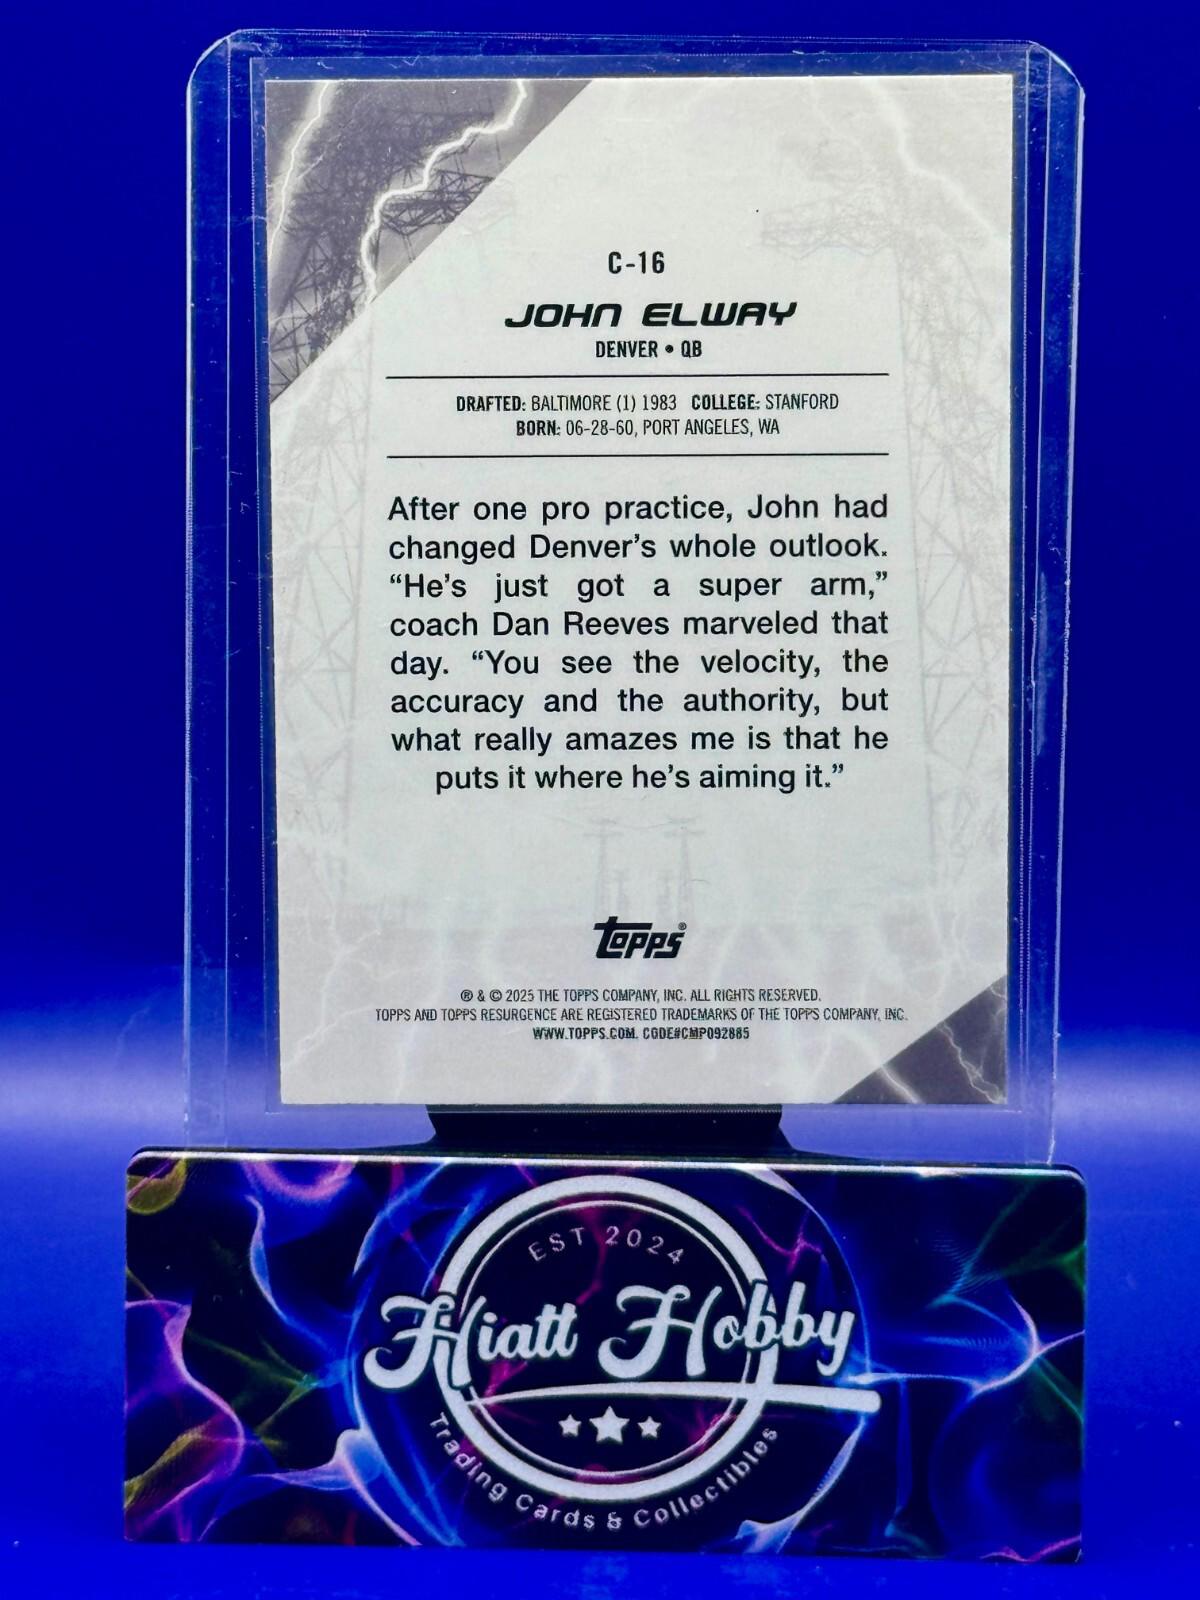 C-16
JOHN ELWAY
DENVER • QB
DRAFTED: BALTIMORE (1) 1983 COLLEGE: STANFORD
BORN: 06-28-60, PORT ANGELES, WA
After one pro practice, John had
changed Denver's whole outlook.
“He's just got a super arm,”
coach Dan Reeves marveled that
day. “You see the velocity, the
accuracy and the authority, but
what really amazes me is that he
puts it where he's aiming it.”
topps®
® & © 2025 THE TOPPS COMPANY, INC. ALL RIGHTS RESERVED.
TOPPS AND TOPPS RESURGENCE ARE REGISTERED TRADEMARKS OF THE TOPPS COMPANY, INC.
WWW.TOPPS.COM. CODE#CMP092885
EST 2024
Hiatt Hobby
Trading Cards & Collectibles